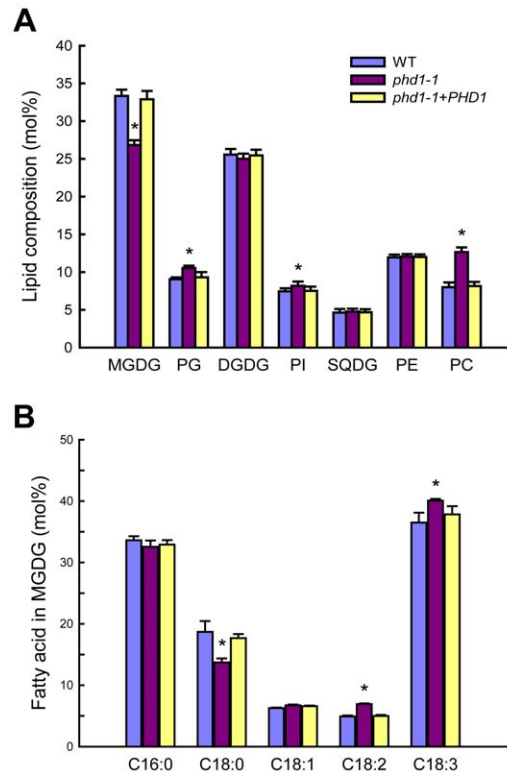 A
Lipid composition (mol%)
40
35
30
25
20
15
10
5
0
WT
phd1-1
phd1-1+PHD1
*
*
*
*
MGDG PG DGDG PI SQDG PE PC
B
Fatty acid in MGDG (mol%)
50
40
30
20
10
0
*
*
*
C16:0 C18:0 C18:1 C18:2 C18:3